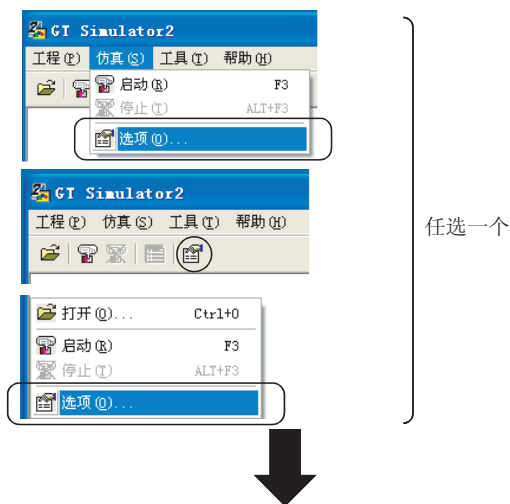 GT Simulator2
工程(P) 仿真(S) 工具(T) 帮助(H)
启动(R) F3
停止(T) ALT+F3
选项(O)...
GT Simulator2
工程(P) 仿真(S) 工具(T) 帮助(H)
任选一个
打开(O)... Ctrl+O
启动(R) F3
停止(T) ALT+F3
选项(O)...